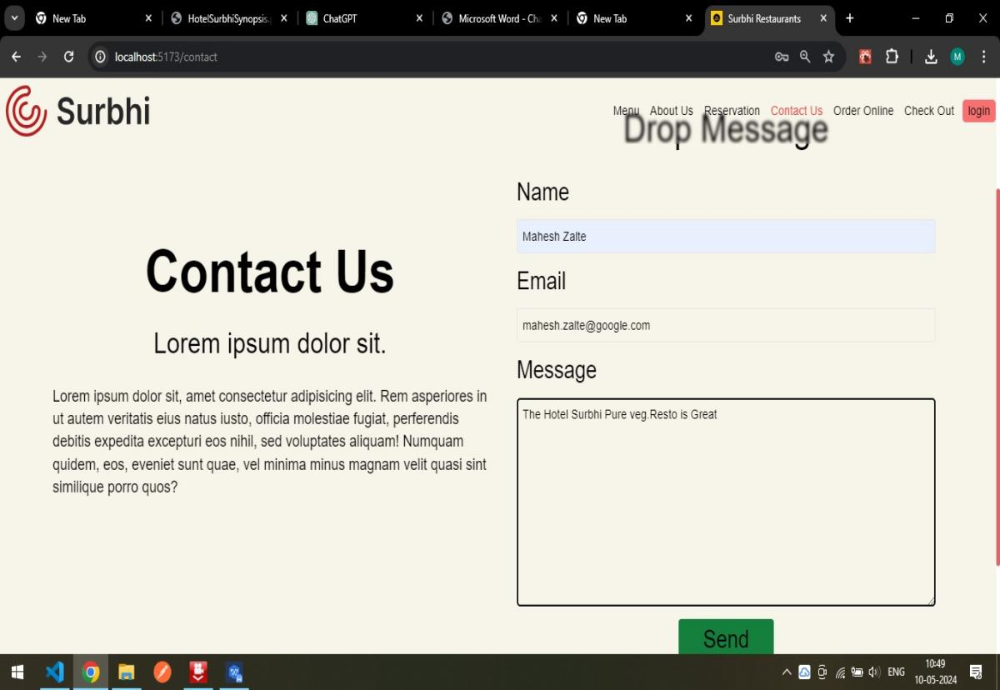 New Tab
HotelSurbhiSynopsis.
ChatGPT
Microsoft Word - Cha
New Tab
Surbhi Restaurants
localhost:5173/contact
M
Surbhi
Menu About Us Reservation Contact Us Order Online Check Out login
Drop Message
Contact Us
Lorem ipsum dolor sit.
Lorem ipsum dolor sit, amet consectetur adipisicing elit. Rem asperiores in
ut autem veritatis eius natus iusto, officia molestiae fugiat, perferendis
debitis expedita excepturi eos nihil, sed voluptates aliquam! Numquam
quidem, eos, eveniet sunt quae, vel minima minus magnam velit quasi sint
similique porro quos?
Name
Mahesh Zalte
Email
mahesh.zalte@google.com
Message
The Hotel Surbhi Pure veg.Resto is Great
Send
ENG
10:49
10-05-2024